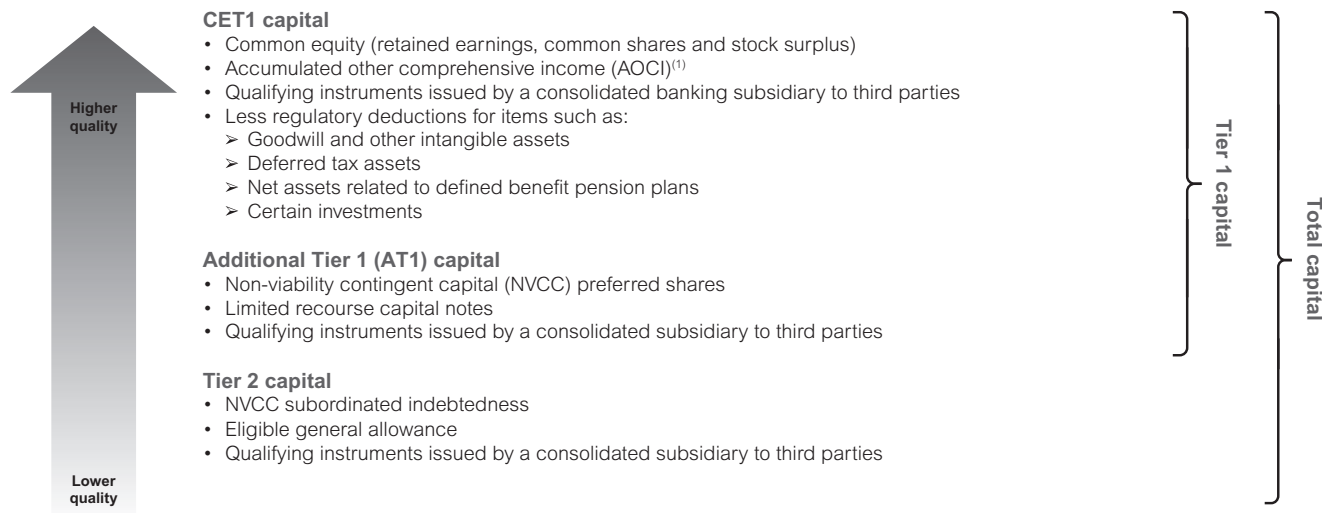 CET1 capital
• Common equity (retained earnings, common shares and stock surplus)
• Accumulated other comprehensive income (AOCI)(1)
• Qualifying instruments issued by a consolidated banking subsidiary to third parties
• Less regulatory deductions for items such as:
➢ Goodwill and other intangible assets
➢ Deferred tax assets
➢ Net assets related to defined benefit pension plans
➢ Certain investments
Additional Tier 1 (AT1) capital
• Non-viability contingent capital (NVCC) preferred shares
• Limited recourse capital notes
• Qualifying instruments issued by a consolidated subsidiary to third parties
Tier 2 capital
• NVCC subordinated indebtedness
• Eligible general allowance
• Qualifying instruments issued by a consolidated subsidiary to third parties
Higher
quality
Lower
quality
Tier 1 capital
Total capital